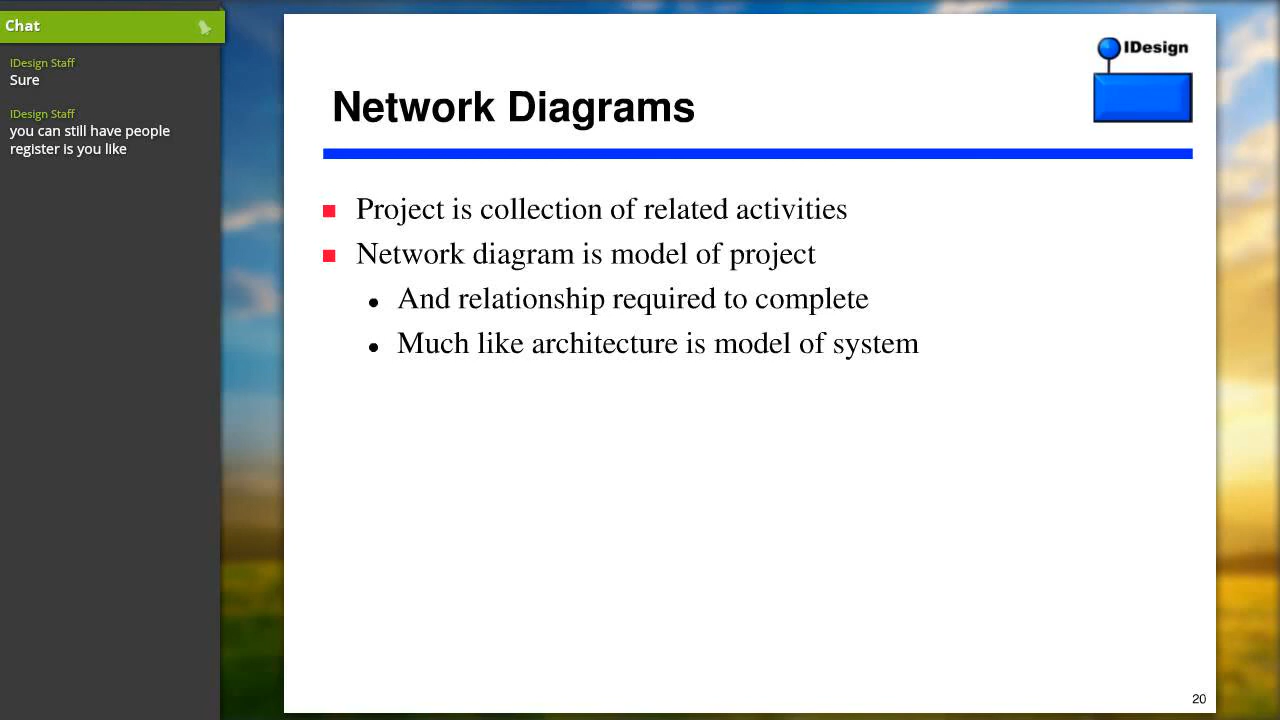 Chat
IDesign Staff
Sure
IDesign Staff
you can still have people
register is you like
IDesign
Network Diagrams
Project is collection of related activities
Network diagram is model of project
And relationship required to complete
Much like architecture is model of system
20